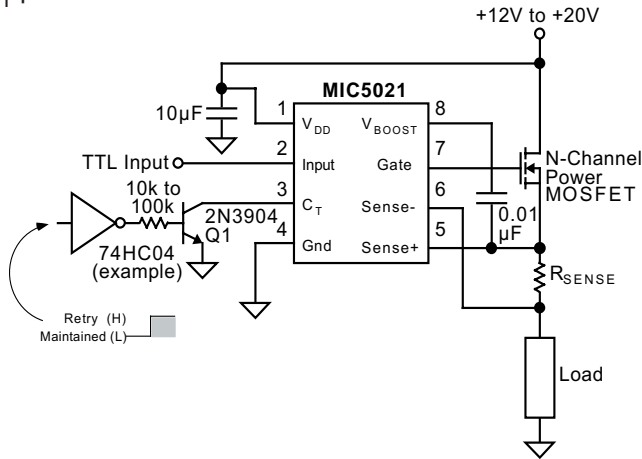 +12V to +20V
MIC5021
10µF
1
8
V_DD
V_BOOST
TTL Input
2
Input
Gate
7
N-Channel
Power
MOSFET
10k to
100k
3
C_T
Sense-
6
2N3904
Q1
4
Gnd
Sense+
5
0.01
µF
74HC04
(example)
R_SENSE
Retry (H)
Maintained (L)
Load